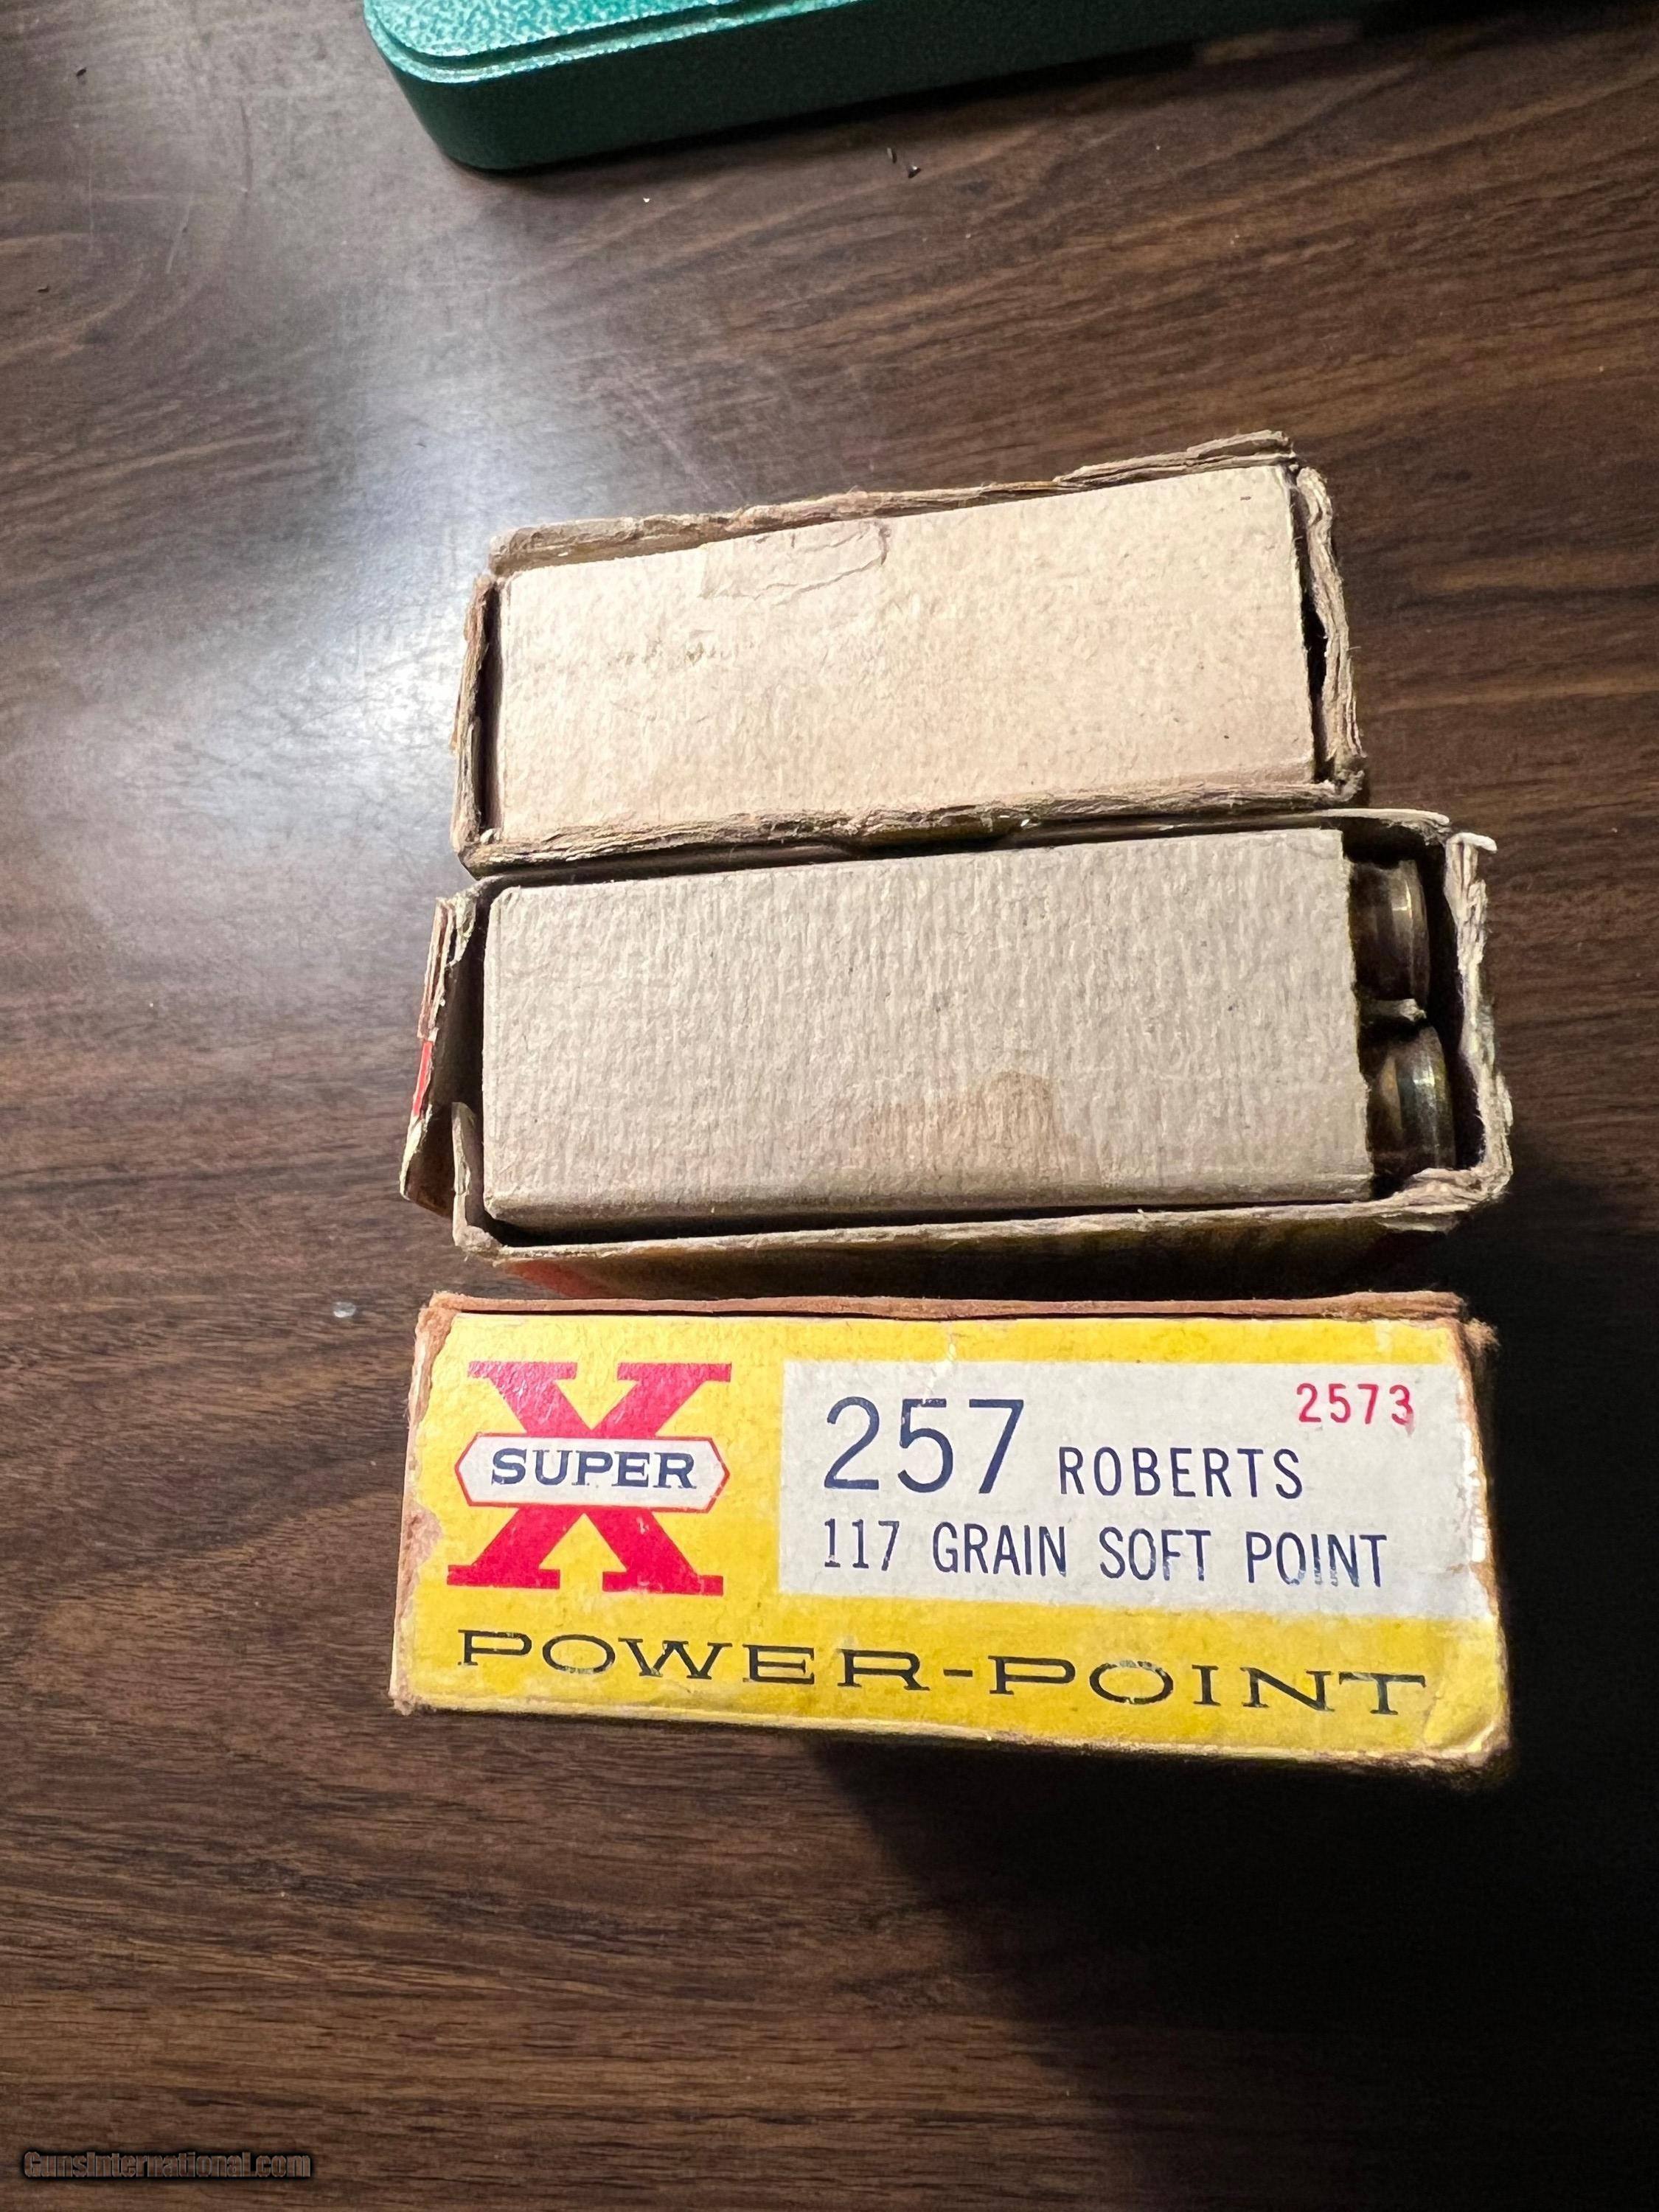 SUPER X
257 ROBERTS 2573
117 GRAIN SOFT POINT
POWER-POINT
GunsInternational.com